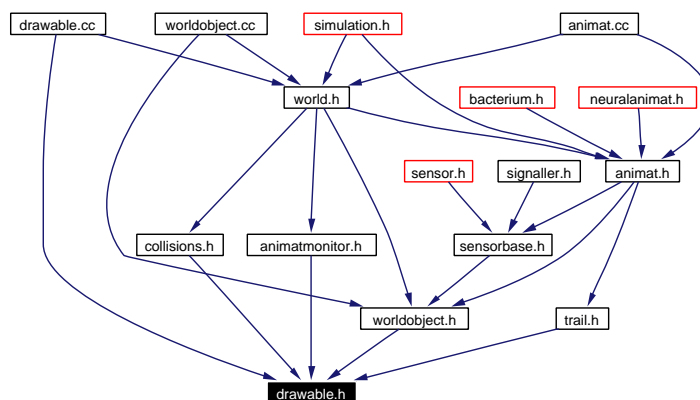 drawable.cc
worldobject.cc
simulation.h
animat.cc
world.h
bacterium.h
neuralanimat.h
sensor.h
signaller.h
animat.h
collisions.h
animatmonitor.h
sensorbase.h
worldobject.h
trail.h
drawable.h